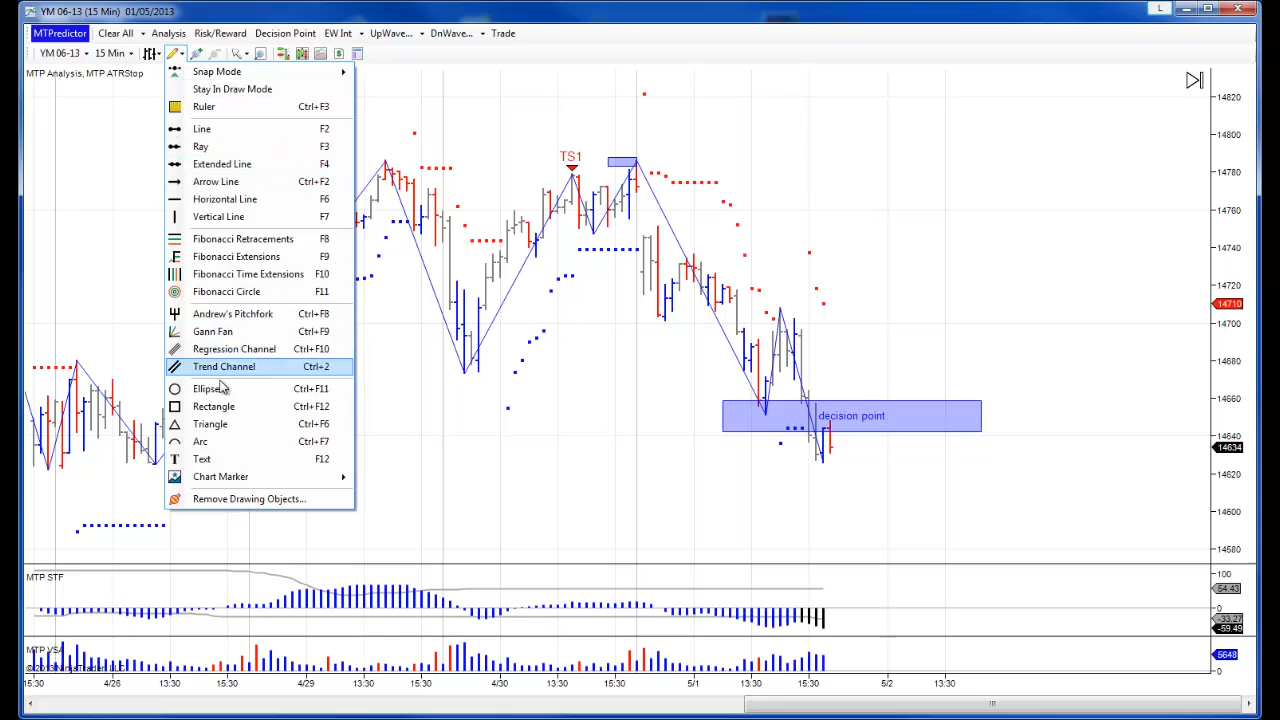 YM 06-13 (15 Min) 01/05/2013
L
MTPredictor Clear All Analysis Risk/Reward Decision Point EW Int UpWave... DnWave... Trade
YM 06-13 15 Min
MTP Analysis, MTP ATRStop
Snap Mode
Stay In Draw Mode
Ruler Ctrl+F3
Line F2
Ray F3
Extended Line F4
Arrow Line Ctrl+F2
Horizontal Line F6
Vertical Line F7
Fibonacci Retracements F8
Fibonacci Extensions F9
Fibonacci Time Extensions F10
Fibonacci Circle F11
Andrew's Pitchfork Ctrl+F8
Gann Fan Ctrl+F9
Regression Channel Ctrl+F10
Trend Channel Ctrl+2
Ellipse Ctrl+F11
Rectangle Ctrl+F12
Triangle Ctrl+F6
Arc Ctrl+F7
Text F12
Chart Marker
Remove Drawing Objects...
TS1
decision point
14820
14800
14780
14760
14740
14720
14710
14700
14680
14660
14640
14634
14620
14600
14580
MTP STF
100
54.43
0
-33.27
-59.49
MTP VSA
5648
0
15:30 4/26 13:30 15:30 4/29 13:30 15:30 4/30 13:30 15:30 5/1 13:30 15:30 5/2 13:30